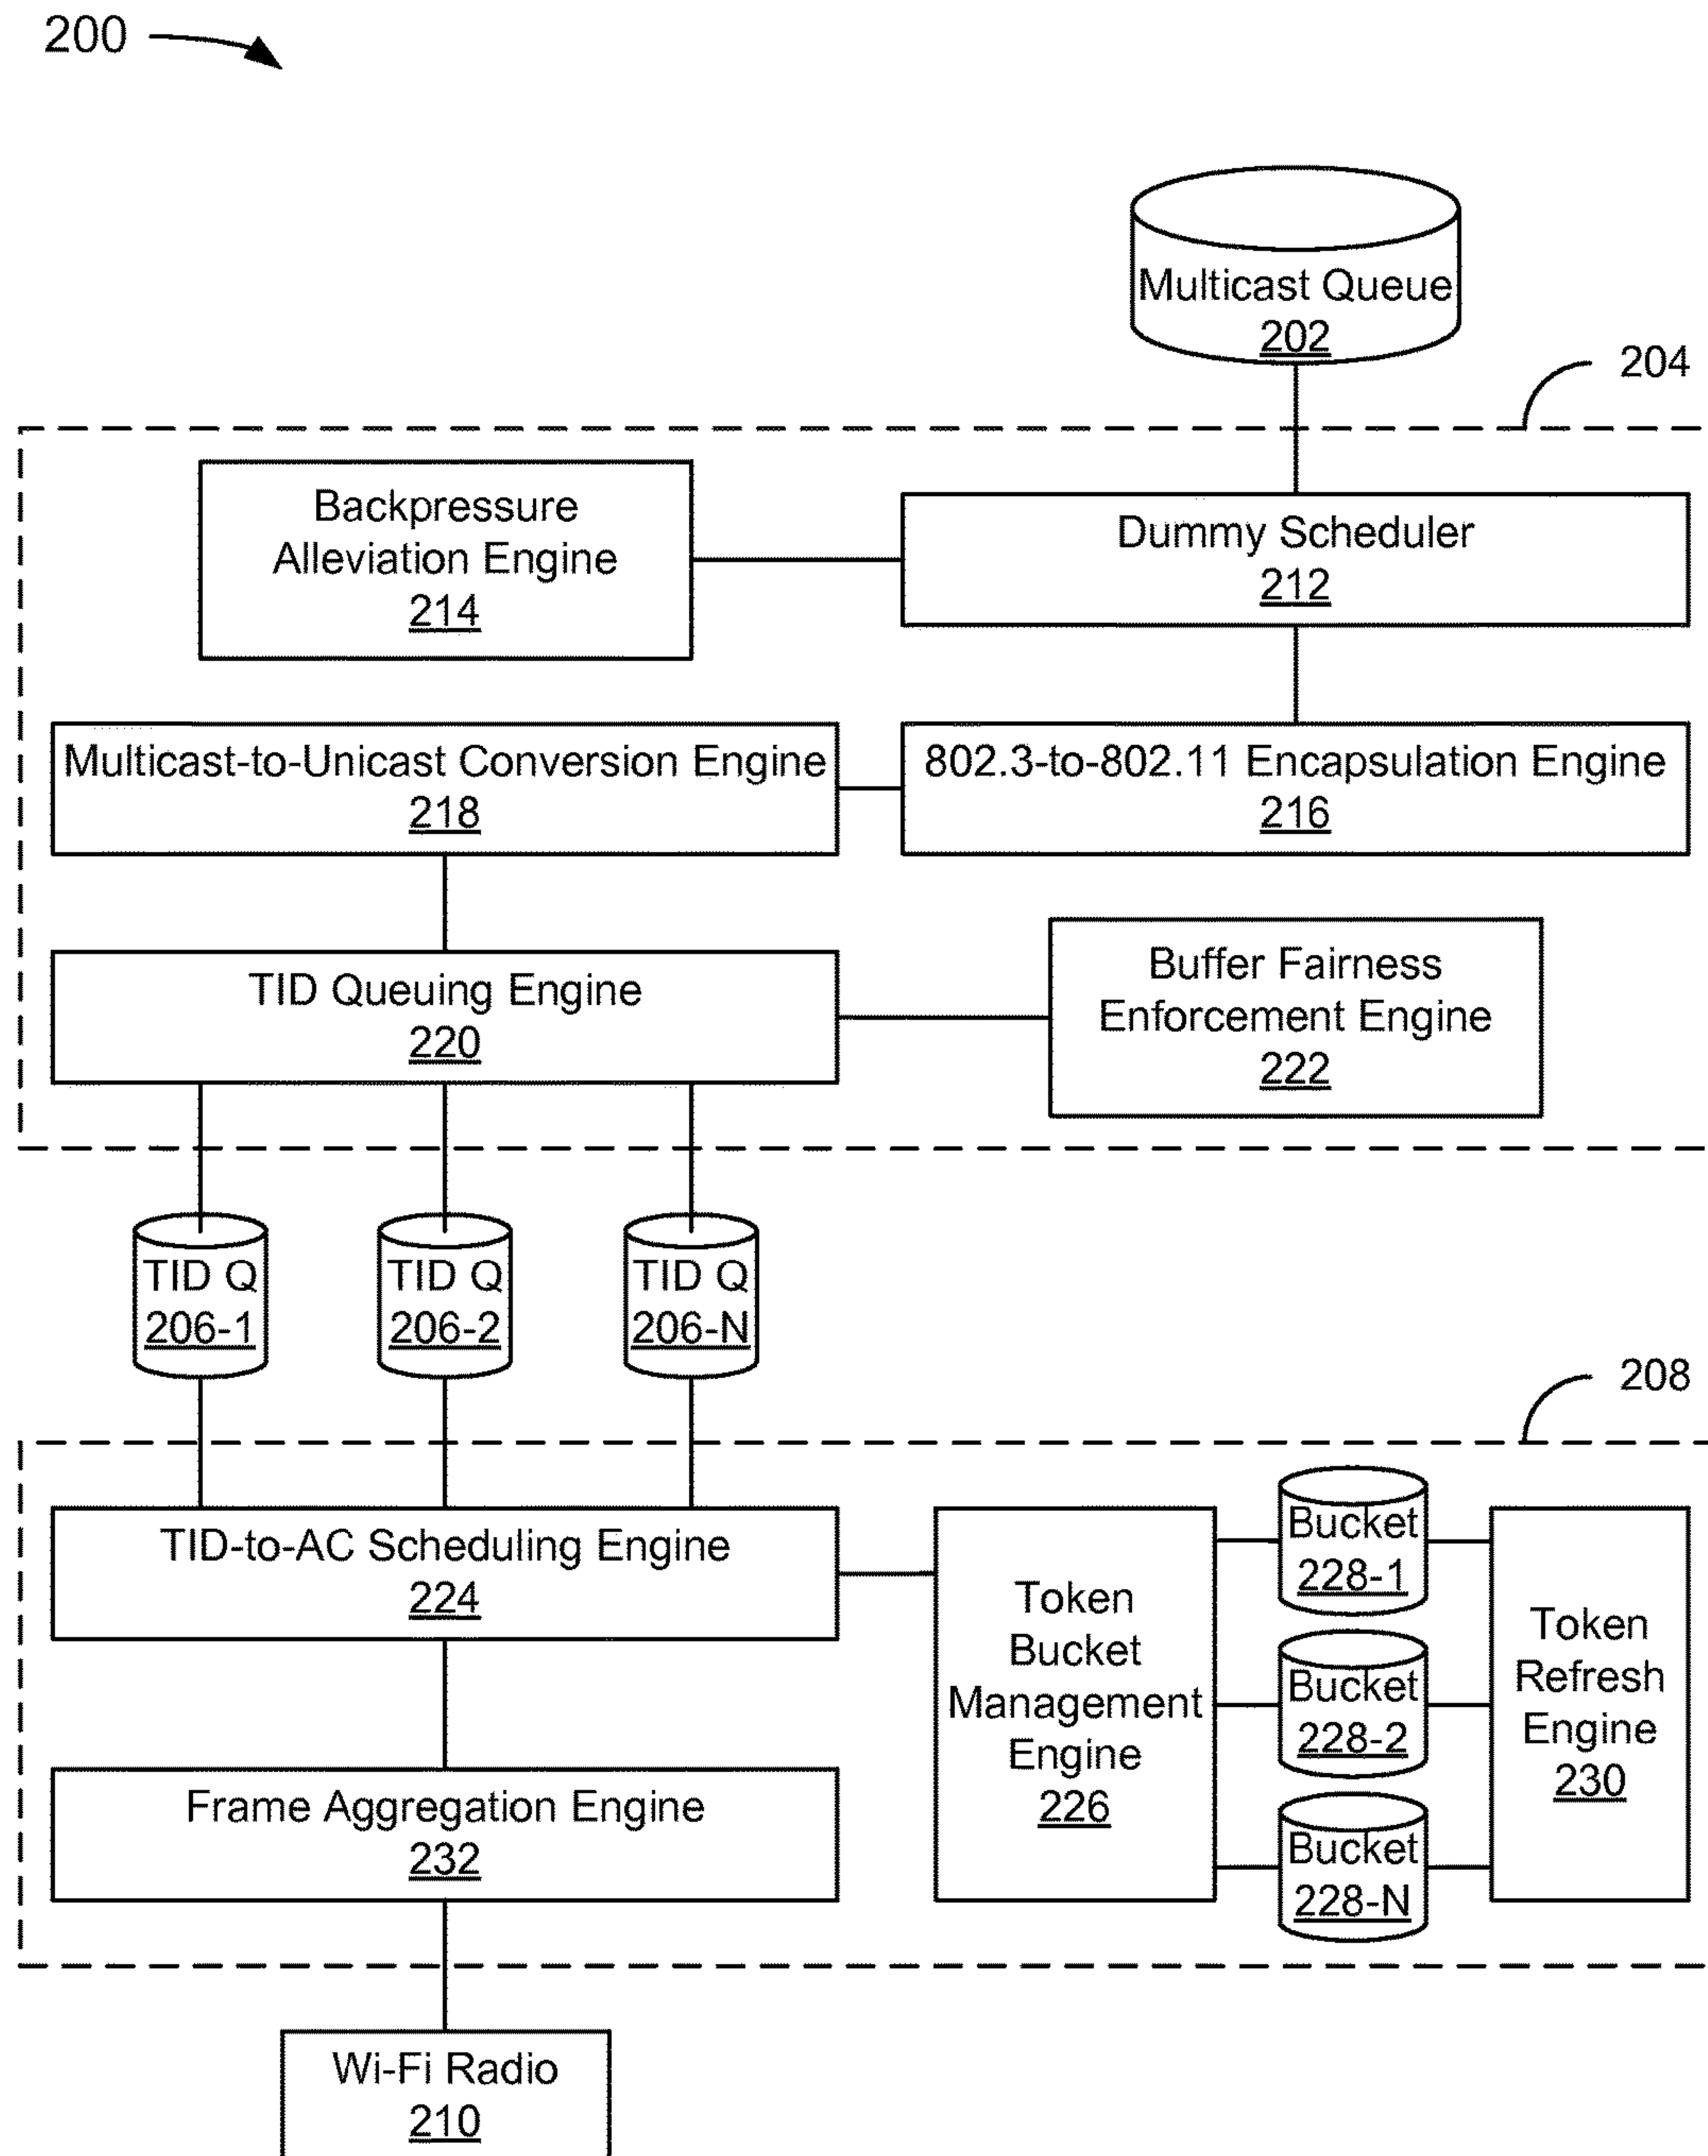 200
Multicast Queue
202
204
Backpressure
Alleviation Engine
214
Dummy Scheduler
212
Multicast-to-Unicast Conversion Engine
218
802.3-to-802.11 Encapsulation Engine
216
TID Queuing Engine
220
Buffer Fairness
Enforcement Engine
222
TID Q
206-1
TID Q
206-2
TID Q
206-N
208
TID-to-AC Scheduling Engine
224
Token
Bucket
Management
Engine
226
Bucket
228-1
Bucket
228-2
Bucket
228-N
Token
Refresh
Engine
230
Frame Aggregation Engine
232
Wi-Fi Radio
210